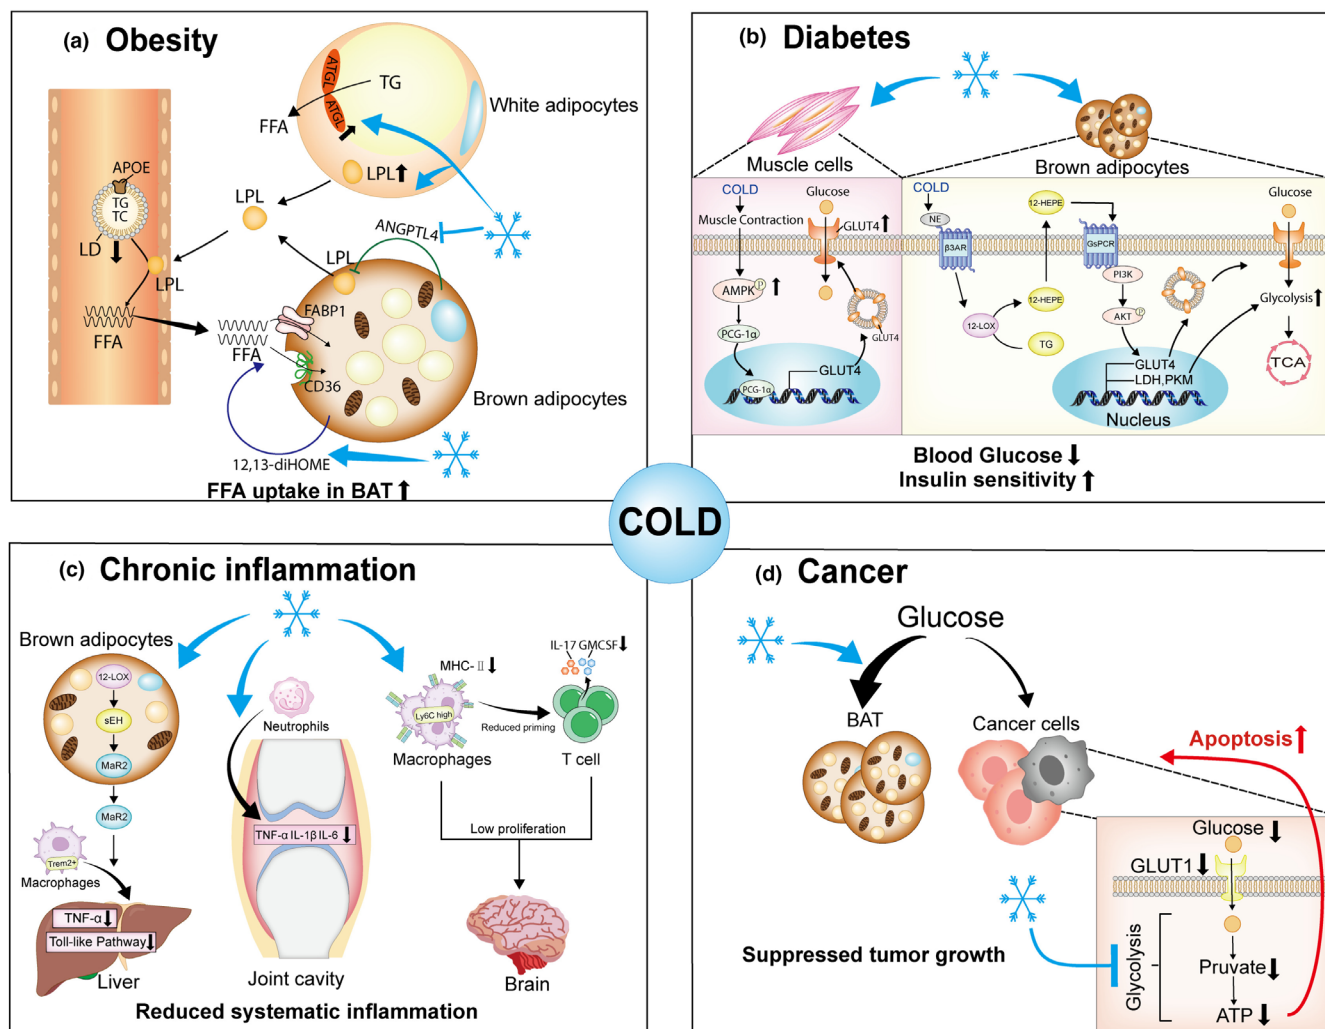 (a) Obesity
ATGL
ATGL
TG
FFA
White adipocytes
LPL
APOE
TG
TC
LD
LPL
LPL
ANGPTL4
LPL
FFA
FABP1
FFA
CD36
Brown adipocytes
12,13-diHOME
FFA uptake in BAT
(b) Diabetes
Muscle cells
Brown adipocytes
COLD
Muscle Contraction
AMPK
P
PCG-1α
PCG-1α
GLUT4
Glucose
GLUT4
GLUT4
COLD
NE
β3AR
12-LOX
12-HEPE
12-HEPE
TG
GsPCR
PI3K
AKT
P
GLUT4
LDH,PKM
Nucleus
Glucose
Glycolysis
TCA
Blood Glucose
Insulin sensitivity
COLD
(c) Chronic inflammation
Brown adipocytes
12-LOX
sEH
MaR2
MaR2
Trem2+
Macrophages
TNF-α
Toll-like Pathway
Liver
Neutrophils
TNF-α IL-1β IL-6
Joint cavity
MHC-Ⅱ
Ly6C high
Macrophages
Reduced priming
IL-17 GMCSF
T cell
Low proliferation
Brain
Reduced systematic inflammation
(d) Cancer
Glucose
BAT
Cancer cells
Apoptosis
Glucose
GLUT1
Glycolysis
Pruvate
ATP
Suppressed tumor growth